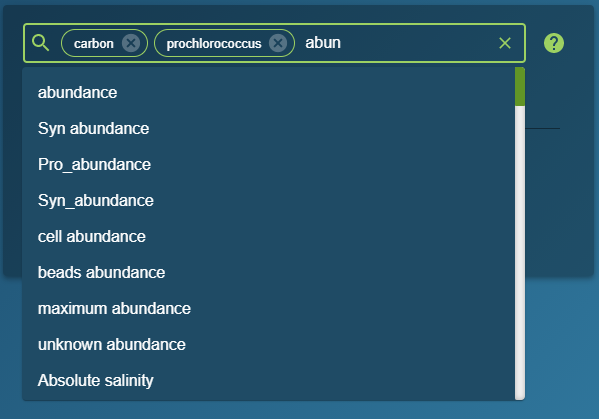 carbon prochlorococcus abun
abundance
Syn abundance
Pro_abundance
Syn_abundance
cell abundance
beads abundance
maximum abundance
unknown abundance
Absolute salinity